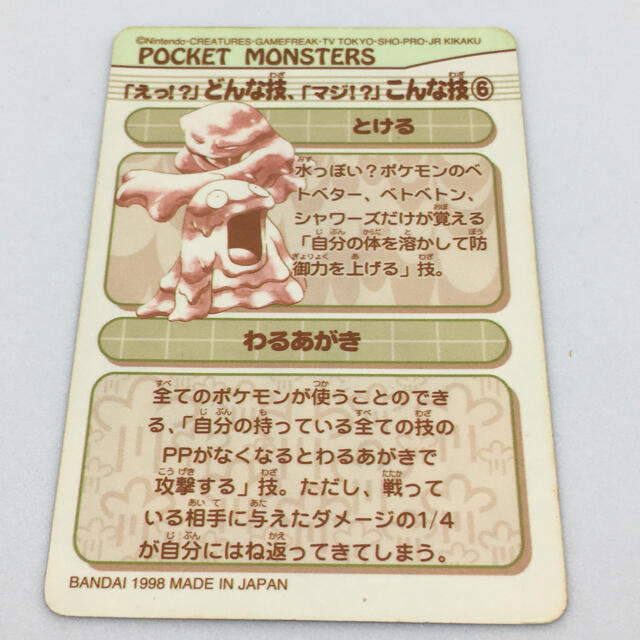 ©Nintendo·CREATURES·GAMEFREAK·TV TOKYO·SHO-PRO·JR KIKAKU
POCKET MONSTERS
「えっ!?」どんな技、「マジ!?」こんな技⑥
とける
水っぽい？ポケモンのベ
トベター、ベトベトン、
シャワーズだけが覚える
「自分の体を溶かして防
御力を上げる」技。
わるあがき
全てのポケモンが使うことのでき
る、「自分の持っている全ての技の
PPがなくなるとわるあがきで
攻撃する」技。ただし、戦って
いる相手に与えたダメージの1/4
が自分にはね返ってきてしまう。
BANDAI 1998 MADE IN JAPAN